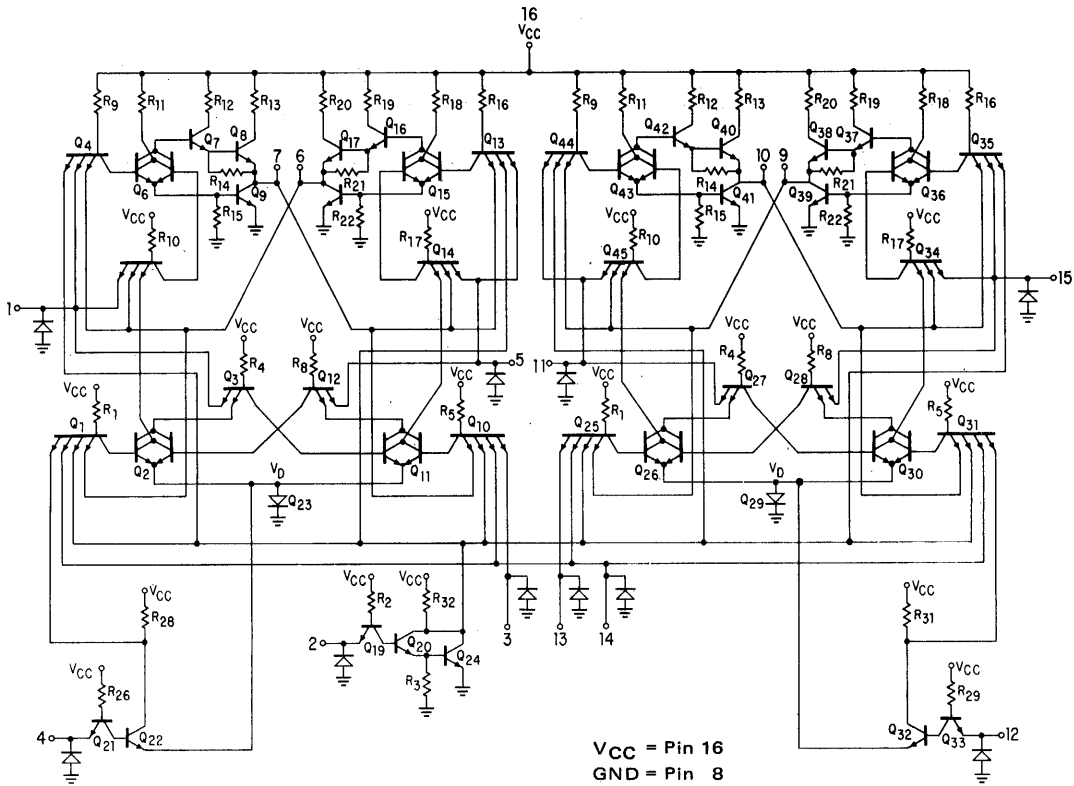 16
VCC
R9 R11 R12 R13 R20 R19 R18 R16 R9 R11 R12 R13 R20 R19 R18 R16
Q4 Q7 Q8 Q17 Q16 Q13 Q44 Q42 Q40 Q38 Q37 Q35
7 6 10 9
Q6 R14 Q9 R21 Q15 Q43 R14 Q41 Q39 R21 Q36
R15 R22 R15 R22
VCC VCC VCC VCC
R10 R17 Q14 R10 Q45 R17 Q34
1 15
VCC VCC VCC VCC
R4 R8 5 11 R4 R8
VCC Q3 Q12 VCC VCC Q27 Q28 VCC
R1 R5 R1 R5
Q1 Q10 Q25 Q31
Q2 VD Q11 Q26 VD Q30
Q23 Q29
VCC VCC VCC VCC
R28 R2 R32 R31
3 13 14
2 Q19 Q20 Q24
VCC R3 VCC
R26 R29
4 Q21 Q22 Q32 Q33 12
VCC = Pin 16
GND = Pin 8